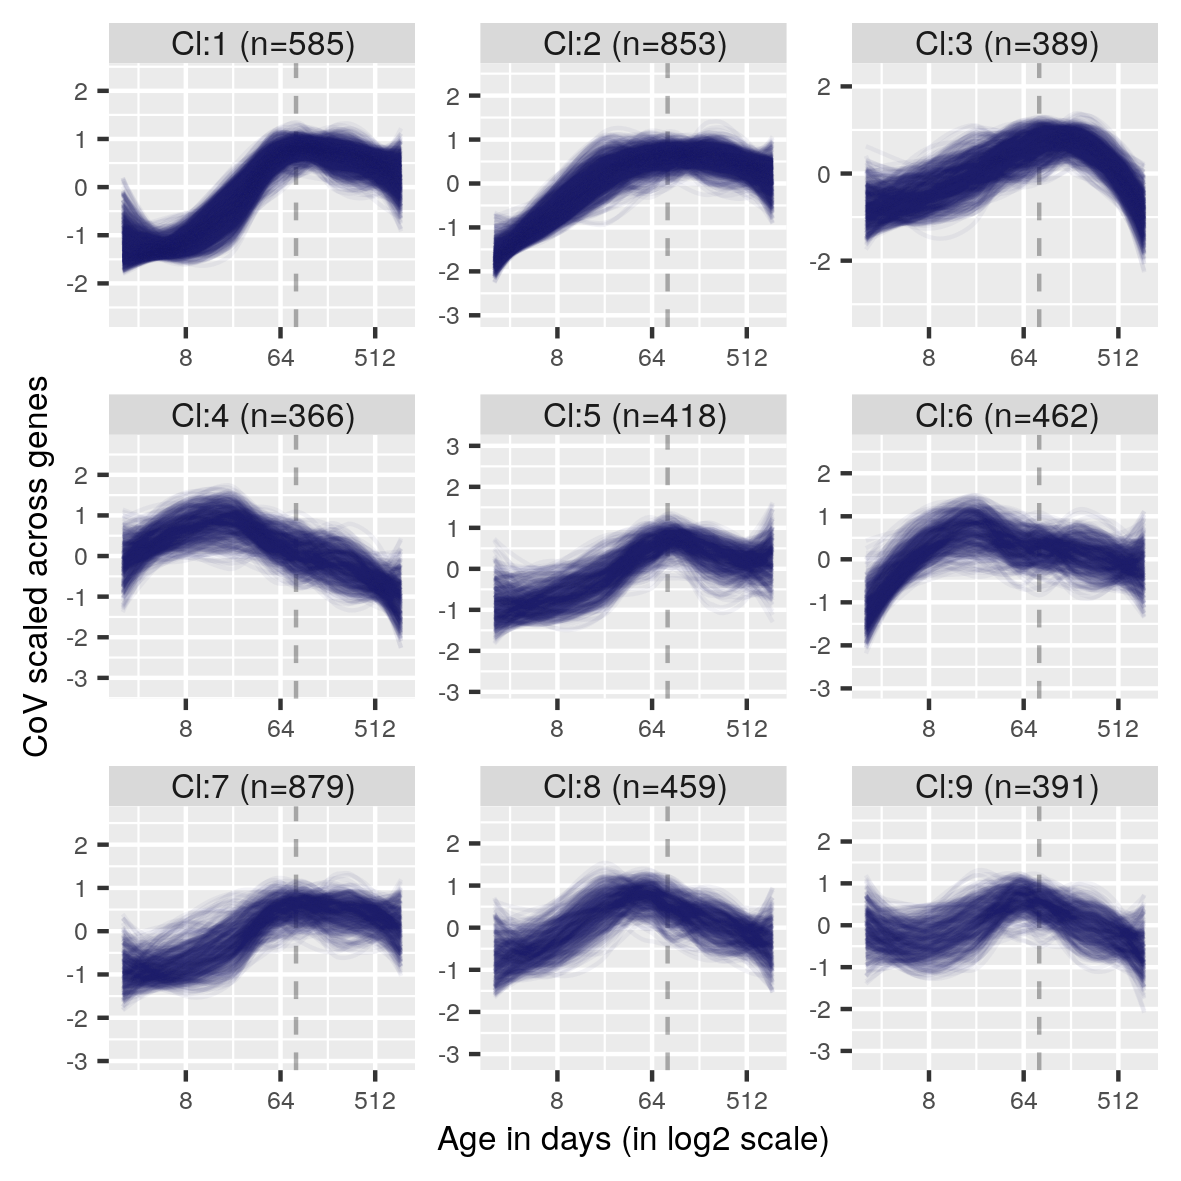 Cl:1 (n=585) Cl:2 (n=853) Cl:3 (n=389)
2 1 0 -1 -2
2 1 0 -1 -2 -3
2 0 -2
8 64 512 8 64 512 8 64 512
Cl:4 (n=366) Cl:5 (n=418) Cl:6 (n=462)
2 1 0 -1 -2 -3
3 2 1 0 -1 -2 -3
2 1 0 -1 -2 -3
8 64 512 8 64 512 8 64 512
Cl:7 (n=879) Cl:8 (n=459) Cl:9 (n=391)
2 1 0 -1 -2 -3
2 1 0 -1 -2 -3
2 1 0 -1 -2 -3
8 64 512 8 64 512 8 64 512
CoV scaled across genes
Age in days (in log2 scale)